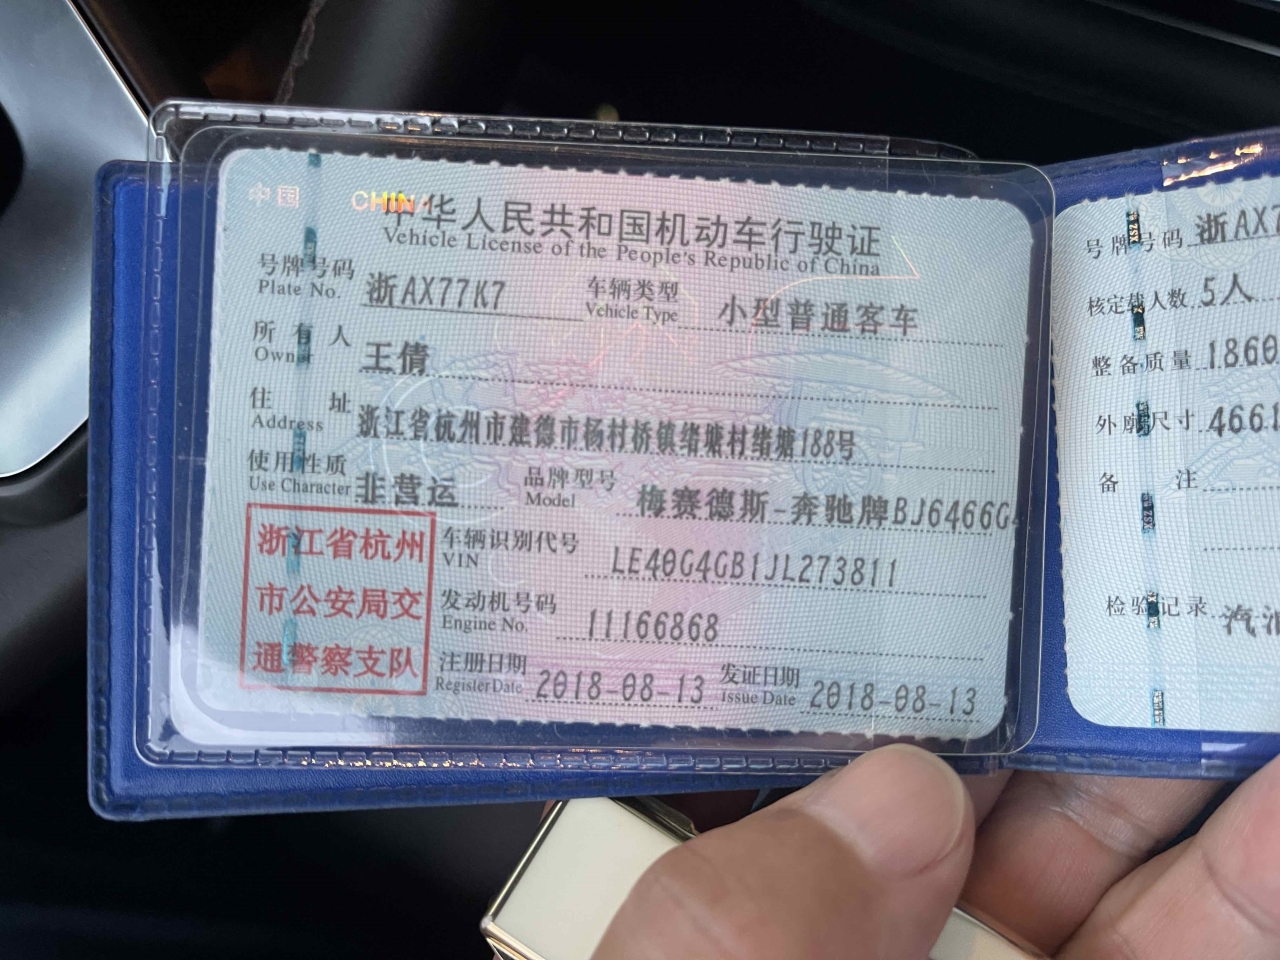 中国 CHINA
中华人民共和国机动车行驶证
Vehicle License of the People's Republic of China
号牌号码 浙AX77K7 车辆类型 小型普通客车
Plate No. Vehicle Type
所有人 王倩
Owner
住址 浙江省杭州市建德市杨村桥镇绪塘村绪塘188号
Address
使用性质 非营运 品牌型号 梅赛德斯-奔驰牌BJ6466G
Use Character Model
浙江省杭州
市公安局交
通警察支队
车辆识别代号 LE40G4GB1JL273811
VIN
发动机号码 11166868
Engine No.
注册日期 2018-08-13 发证日期 2018-08-13
Register Date Issue Date
号牌号码 浙AX7
核定载人数 5人
整备质量 1860
外廓尺寸 4661
备注
检验记录 汽油